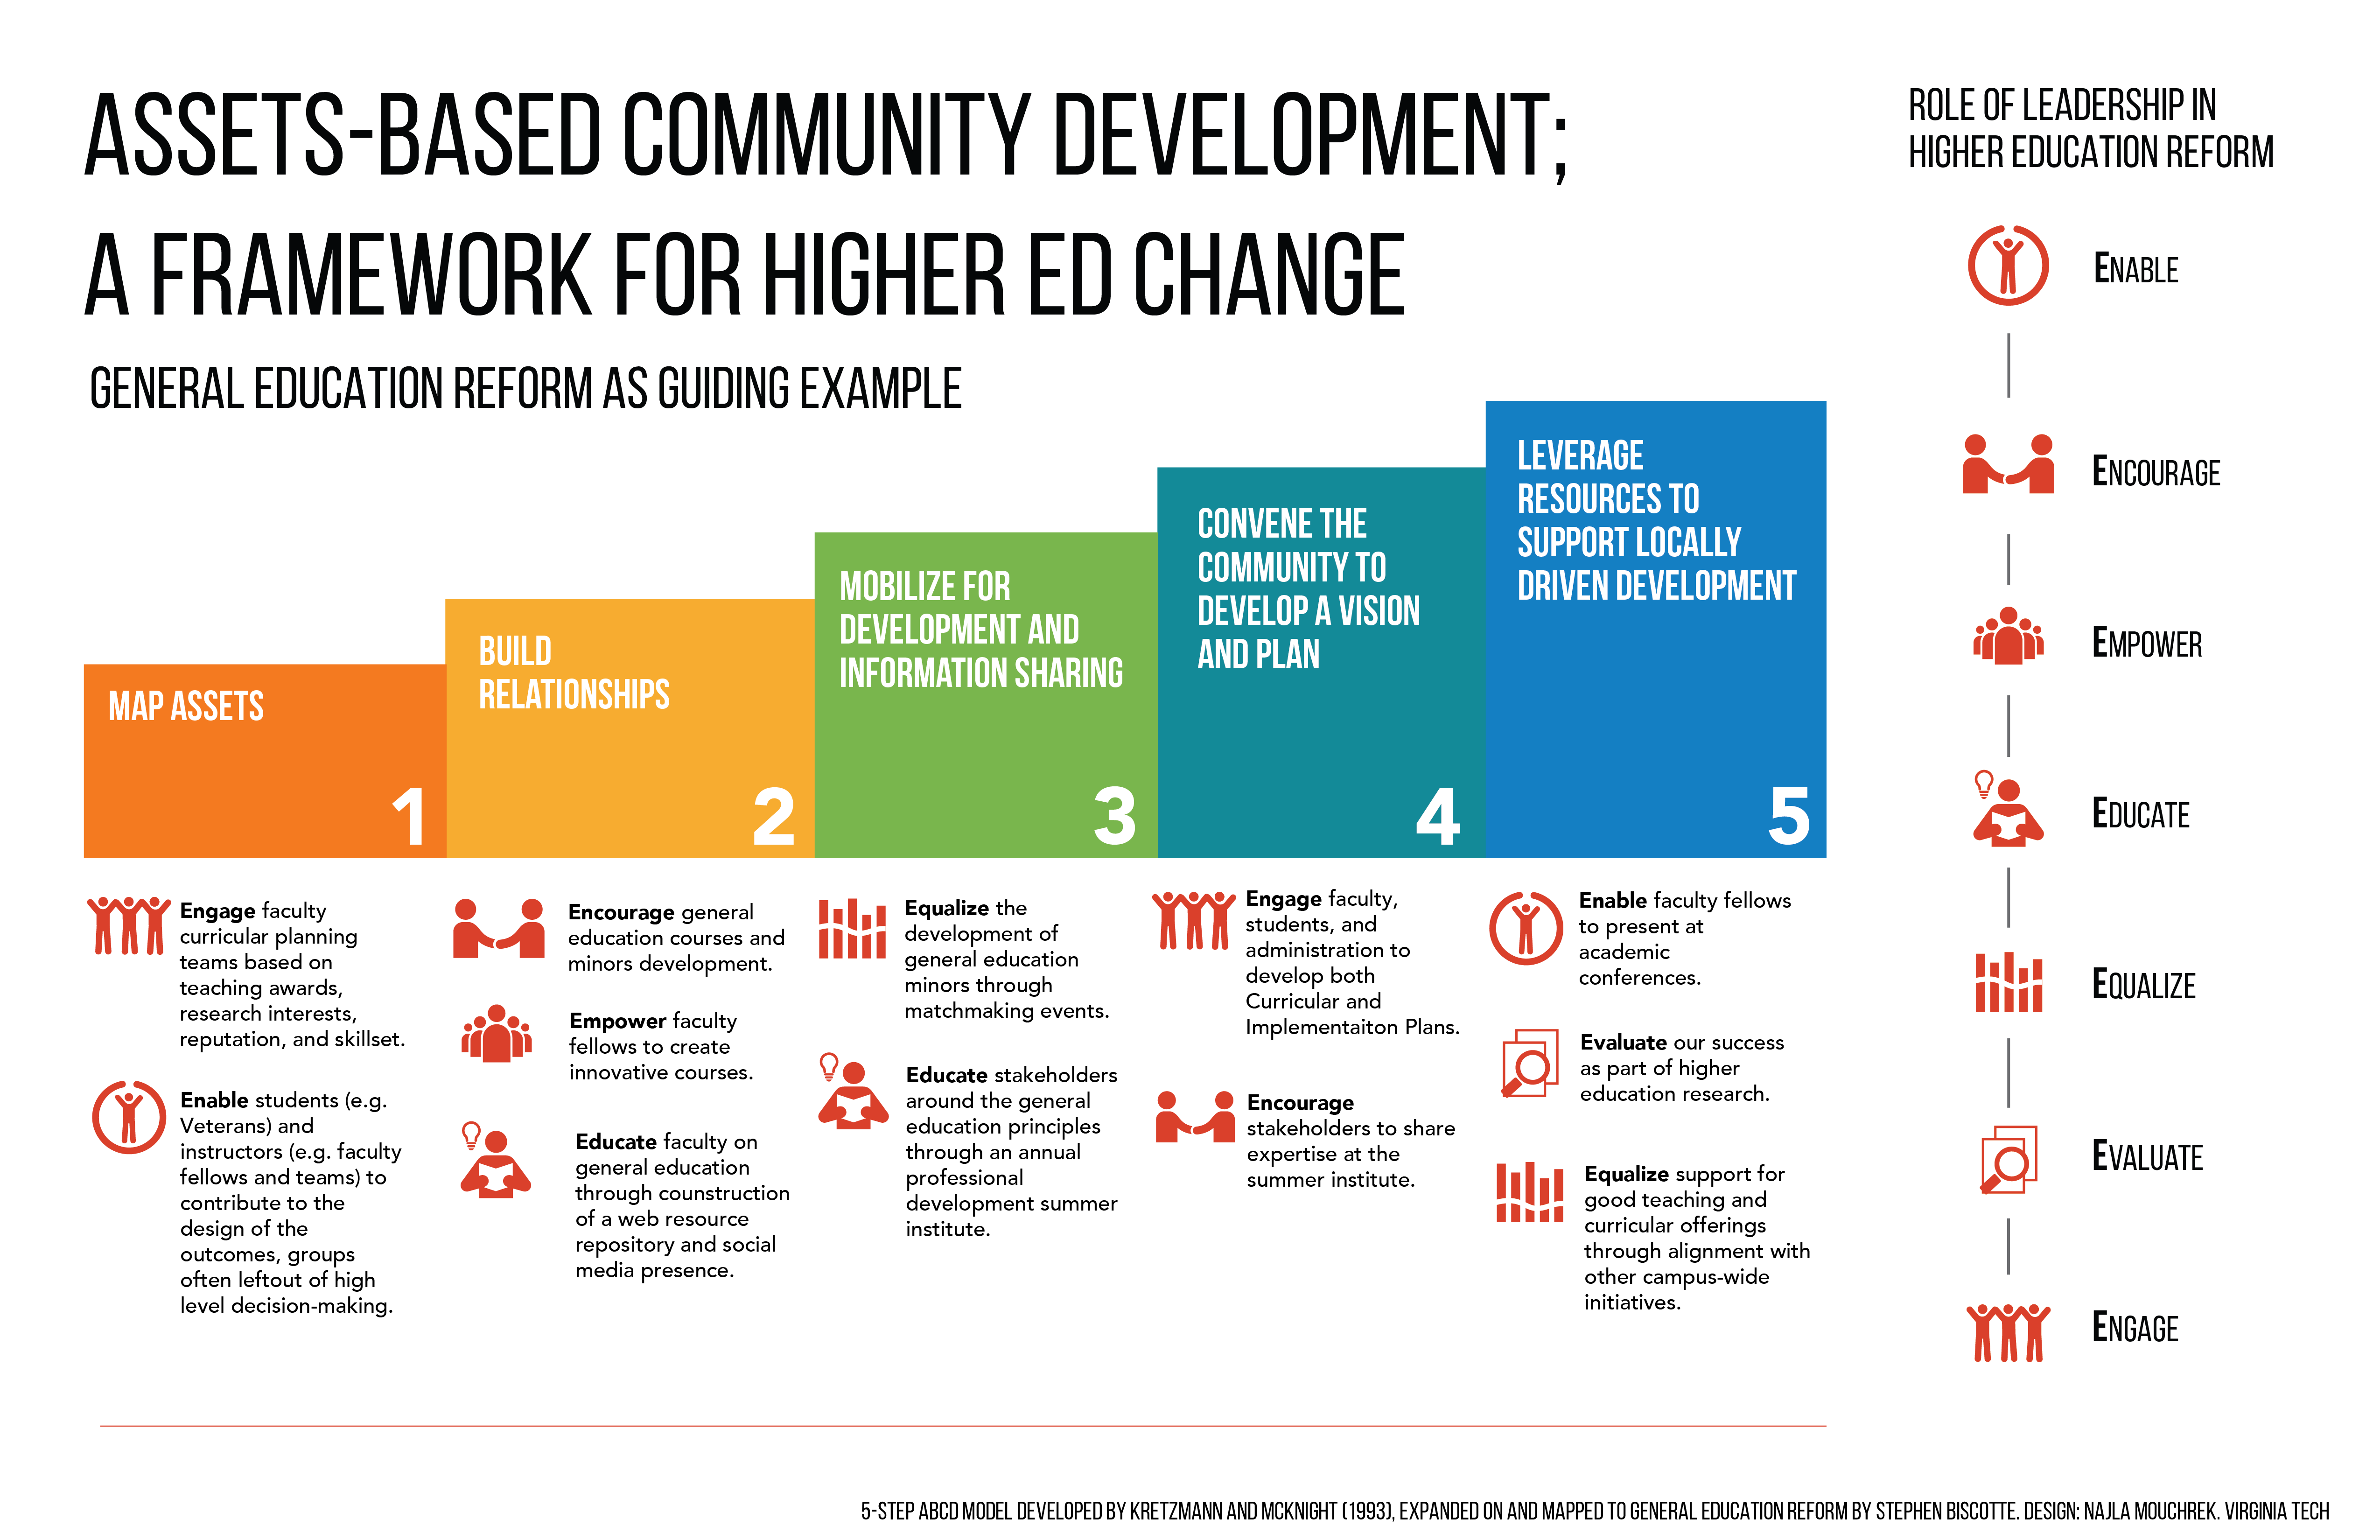 ASSETS-BASED COMMUNITY DEVELOPMENT;
A FRAMEWORK FOR HIGHER ED CHANGE
GENERAL EDUCATION REFORM AS GUIDING EXAMPLE
MAP ASSETS
1
BUILD
RELATIONSHIPS
2
MOBILIZE FOR
DEVELOPMENT AND
INFORMATION SHARING
3
CONVENE THE
COMMUNITY TO
DEVELOP A VISION
AND PLAN
4
LEVERAGE
RESOURCES TO
SUPPORT LOCALLY
DRIVEN DEVELOPMENT
5
Engage faculty
curricular planning
teams based on
teaching awards,
research interests,
reputation, and skillset.
Enable students (e.g.
Veterans) and
instructors (e.g. faculty
fellows and teams) to
contribute to the
design of the
outcomes, groups
often leftout of high
level decision-making.
Encourage general
education courses and
minors development.
Empower faculty
fellows to create
innovative courses.
Educate faculty on
general education
through counstruction
of a web resource
repository and social
media presence.
Equalize the
development of
general education
minors through
matchmaking events.
Educate stakeholders
around the general
education principles
through an annual
professional
development summer
institute.
Engage faculty,
students, and
administration to
develop both
Curricular and
Implementaiton Plans.
Encourage
stakeholders to share
expertise at the
summer institute.
Enable faculty fellows
to present at
academic
conferences.
Evaluate our success
as part of higher
education research.
Equalize support for
good teaching and
curricular offerings
through alignment with
other campus-wide
initiatives.
ROLE OF LEADERSHIP IN
HIGHER EDUCATION REFORM
ENABLE
ENCOURAGE
EMPOWER
EDUCATE
EQUALIZE
EVALUATE
ENGAGE
5-STEP ABCD MODEL DEVELOPED BY KRETZMANN AND MCKNIGHT (1993), EXPANDED ON AND MAPPED TO GENERAL EDUCATION REFORM BY STEPHEN BISCOTTE. DESIGN: NAJLA MOUCHREK. VIRGINIA TECH